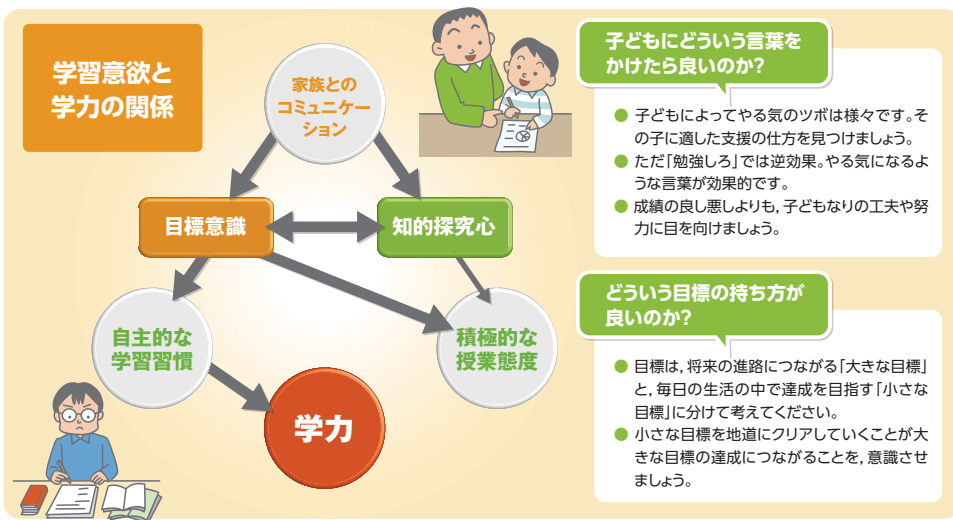 学習意欲と
学力の関係
家族との
コミュニケー
ション
目標意識
知的探究心
自主的な
学習習慣
積極的な
授業態度
学力
子どもにどういう言葉を
かけたら良いのか?
● 子どもによってやる気のツボは様々です。そ
の子に適した支援の仕方を見つけましょう。
● ただ「勉強しろ」では逆効果。やる気になるよ
うな言葉が効果的です。
● 成績の良し悪しよりも,子どもなりの工夫や努
力に目を向けましょう。
どういう目標の持ち方が
良いのか?
● 目標は,将来の進路につながる「大きな目標」
と,毎日の生活の中で達成を目指す「小さな
目標」に分けて考えてください。
● 小さな目標を地道にクリアしていくことが大
きな目標の達成につながることを,意識させ
ましょう。